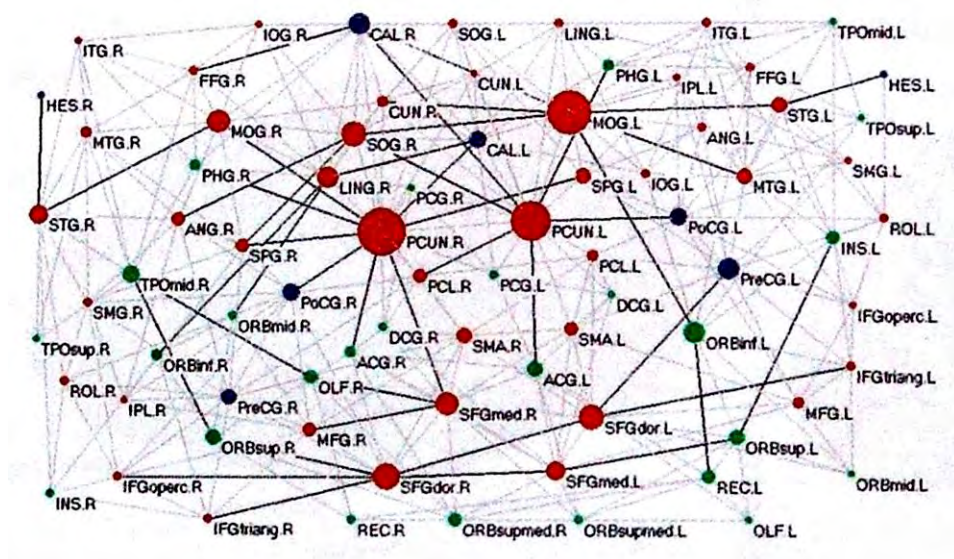 IOG.R
CAL.R
SOG.L
LING.L
ITG.L
TPOmid.L
ITG.R
FFG.R
CUN.L
PHG.L
IPL.L
FFG.L
HES.L
HES.R
CUN.R
MOG.L
STG.L
MTG.R
MOG.R
SOG.R
CAL.L
ANG.L
TPOsup.L
PHG.R
LING.R
PCG.R
SPG.L
IOG.L
MTG.L
SMG.L
STG.R
ANG.R
PCUN.R
PCUN.L
PoCG.L
ROL.L
SPG.R
INS.L
TPOmid.R
PCL.R
PCG.L
PCL.L
PreCG.L
SMG.R
ORBmid.R
PoCG.R
DCG.L
IFGoperc.L
TPOsup.R
ORBinf.R
DCG.R
ACG.R
SMA.R
SMA.L
ORBinf.L
ROL.R
IPL.R
PreCG.R
OLF.R
ACG.L
IFGtriang.L
SFGmed.R
SFGdor.L
MFG.L
MFG.R
ORBsup.R
ORBsup.L
IFGoperc.R
SFGdor.R
SFGmed.L
REC.L
ORBmid.L
INS.R
IFGtriang.R
REC.R
ORBsupmed.R
ORBsupmed.L
OLF.L